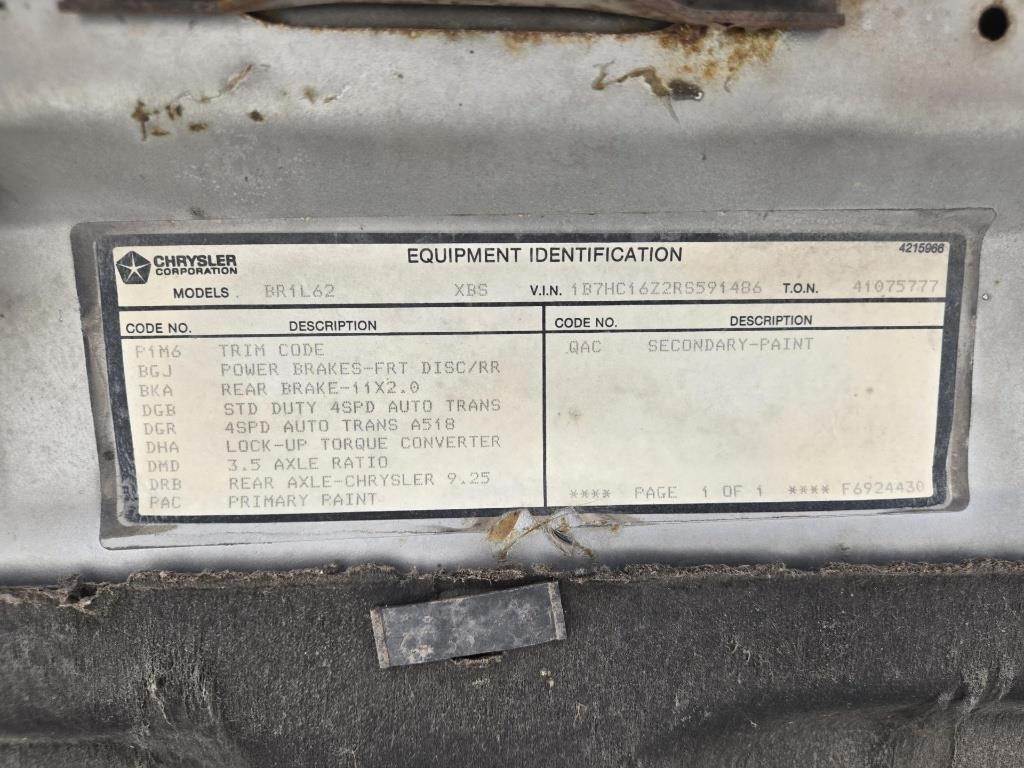 CHRYSLER CORPORATION
EQUIPMENT IDENTIFICATION
4215966
MODELS BR1L62 XBS V.I.N. 1B7HC16Z2RS591486 T.O.N. 41075777
CODE NO. DESCRIPTION
P1M6 TRIM CODE
BGJ POWER BRAKES-FRT DISC/RR
BKA REAR BRAKE-11X2.0
DGB STD DUTY 4SPD AUTO TRANS
DGR 4SPD AUTO TRANS A518
DHA LOCK-UP TORQUE CONVERTER
DMD 3.5 AXLE RATIO
DRB REAR AXLE-CHRYSLER 9.25
PAC PRIMARY PAINT
CODE NO. DESCRIPTION
QAC SECONDARY-PAINT
**** PAGE 1 OF 1 **** F6924430